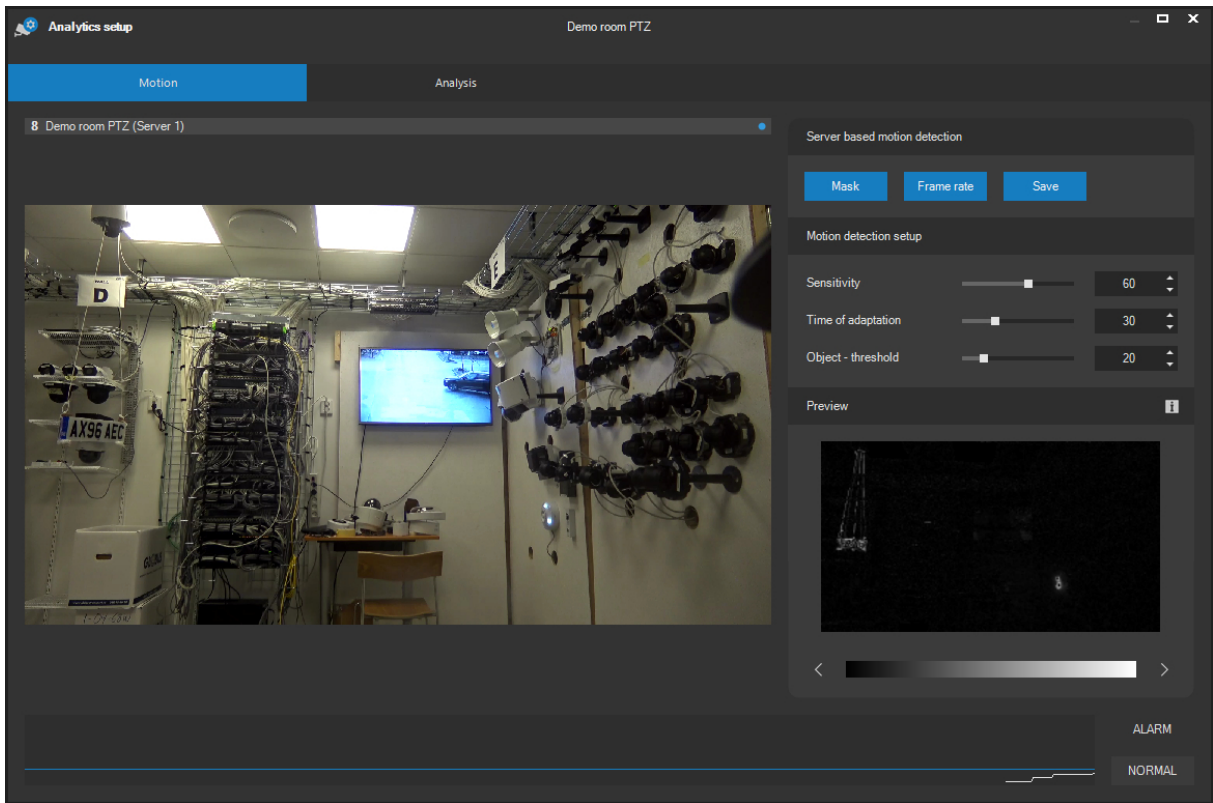 Analytics setup
Demo room PTZ
Motion
Analysis
8 Demo room PTZ (Server 1)
Server based motion detection
Mask
Frame rate
Save
Motion detection setup
Sensitivity
60
Time of adaptation
30
Object - threshold
20
Preview
i
D
E
AX96 AEC
ALARM
NORMAL